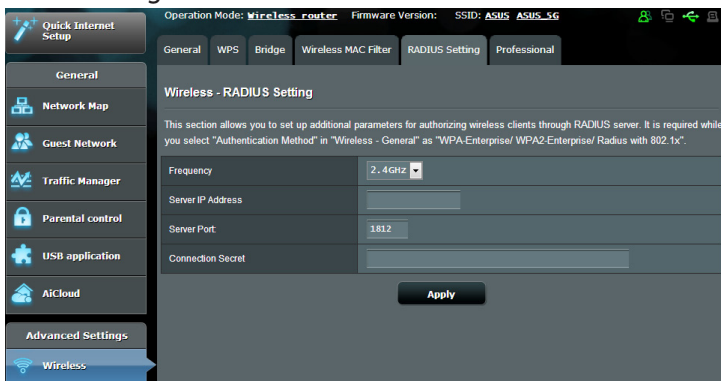 Operation Mode: Wireless router Firmware Version: SSID: ASUS ASUS_5G
Quick Internet
Setup
General WPS Bridge Wireless MAC Filter RADIUS Setting Professional
General
Network Map
Guest Network
Traffic Manager
Parental control
USB application
AiCloud
Advanced Settings
Wireless
Wireless - RADIUS Setting
This section allows you to set up additional parameters for authorizing wireless clients through RADIUS server. It is required while
you select "Authentication Method" in "Wireless - General" as "WPA-Enterprise/ WPA2-Enterprise/ Radius with 802.1x".
Frequency 2.4GHz
Server IP Address
Server Port: 1812
Connection Secret
Apply